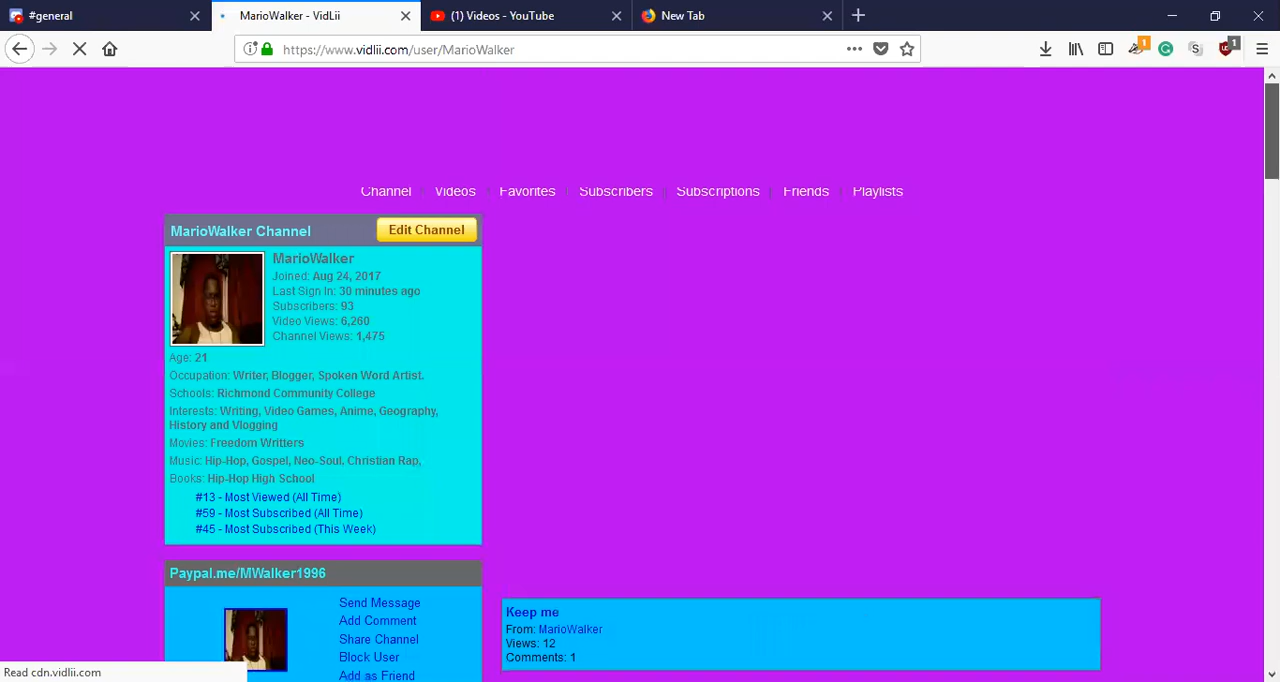 #general
MarioWalker - VidLii
(1) Videos - YouTube
New Tab
https://www.vidlii.com/user/MarioWalker
1
S
1
Channel Videos Favorites Subscribers Subscriptions Friends Playlists
MarioWalker Channel
Edit Channel
MarioWalker
Joined: Aug 24, 2017
Last Sign In: 30 minutes ago
Subscribers: 93
Video Views: 6,260
Channel Views: 1,475
Age: 21
Occupation: Writer, Blogger, Spoken Word Artist.
Schools: Richmond Community College
Interests: Writing, Video Games, Anime, Geography,
History and Vlogging
Movies: Freedom Writters
Music: Hip-Hop, Gospel, Neo-Soul, Christian Rap,
Books: Hip-Hop High School
#13 - Most Viewed (All Time)
#59 - Most Subscribed (All Time)
#45 - Most Subscribed (This Week)
Paypal.me/MWalker1996
Send Message
Add Comment
Share Channel
Block User
Add as Friend
Keep me
From: MarioWalker
Views: 12
Comments: 1
Read cdn.vidlii.com